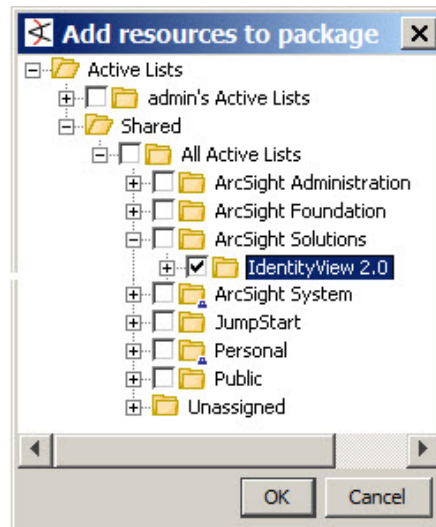 Add resources to package
Active Lists
admin's Active Lists
Shared
All Active Lists
ArcSight Administration
ArcSight Foundation
ArcSight Solutions
IdentityView 2.0
ArcSight System
JumpStart
Personal
Public
Unassigned
OK Cancel